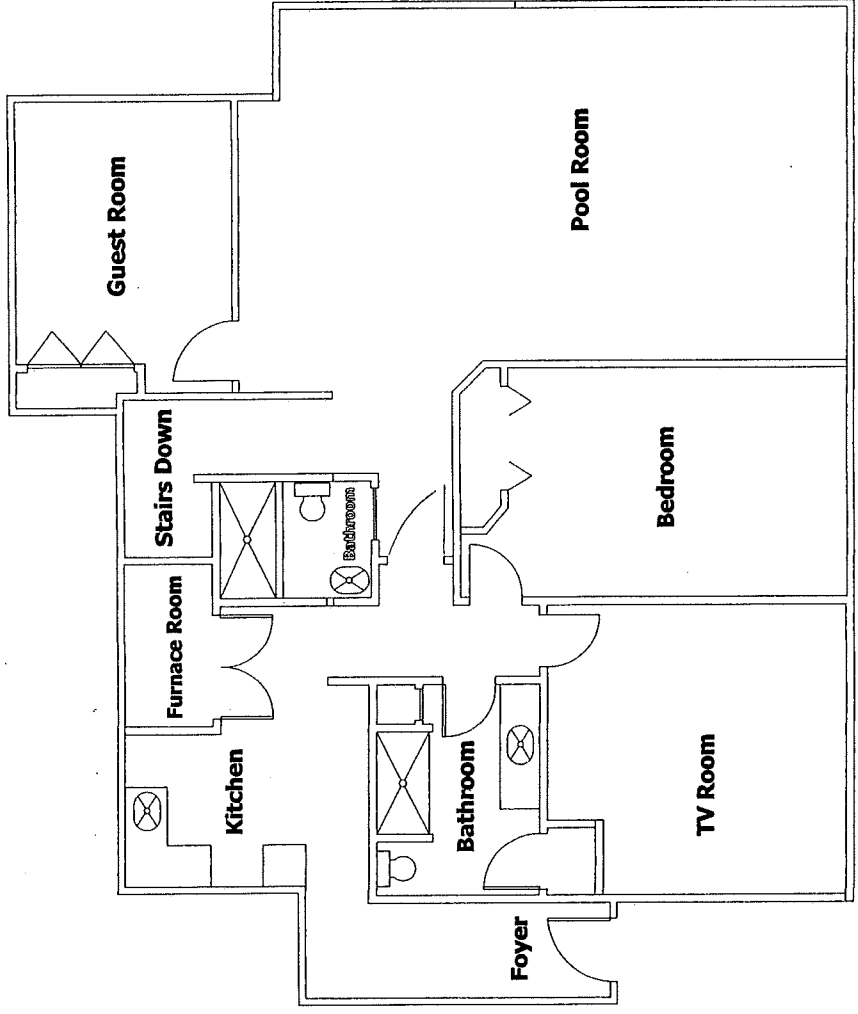 Guest Room
Pool Room
Stairs Down
Bathroom
Bedroom
Furnace Room
Kitchen
Bathroom
TV Room
Foyer